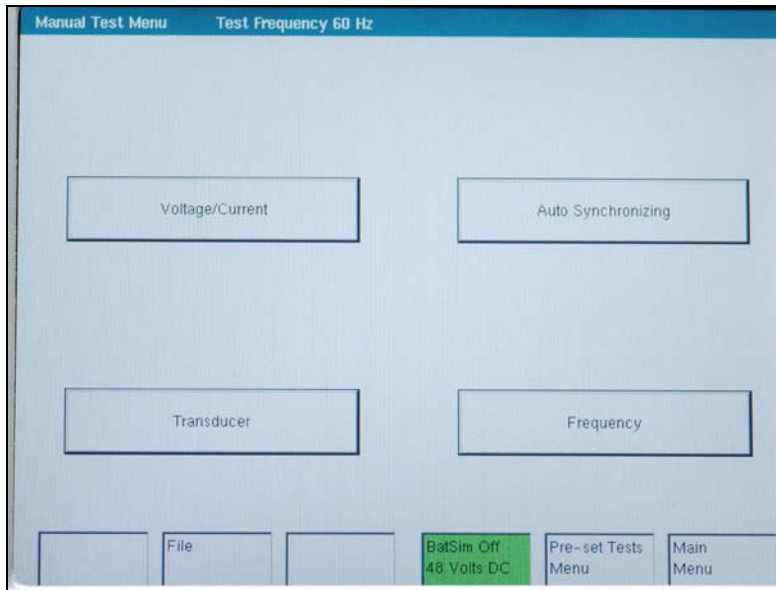 Manual Test Menu Test Frequency 60 Hz
Voltage/Current
Auto Synchronizing
Transducer
Frequency
File
BatSim Off
48 Volts DC
Pre-set Tests
Menu
Main
Menu